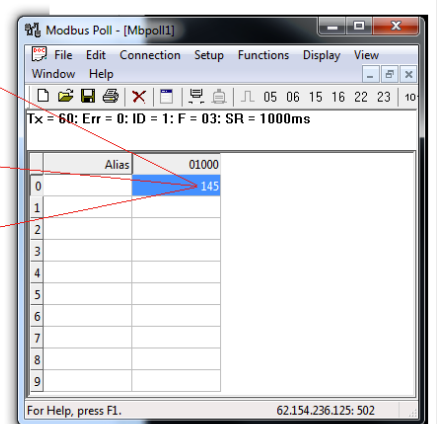 Modbus Poll - [Mbpoll1]
File Edit Connection Setup Functions Display View
Window Help
05 06 15 16 22 23
Tx = 60: Err = 0: ID = 1: F = 03: SR = 1000ms
Alias 01000
0 145
1
2
3
4
5
6
7
8
9
For Help, press F1. 62.154.236.125: 502